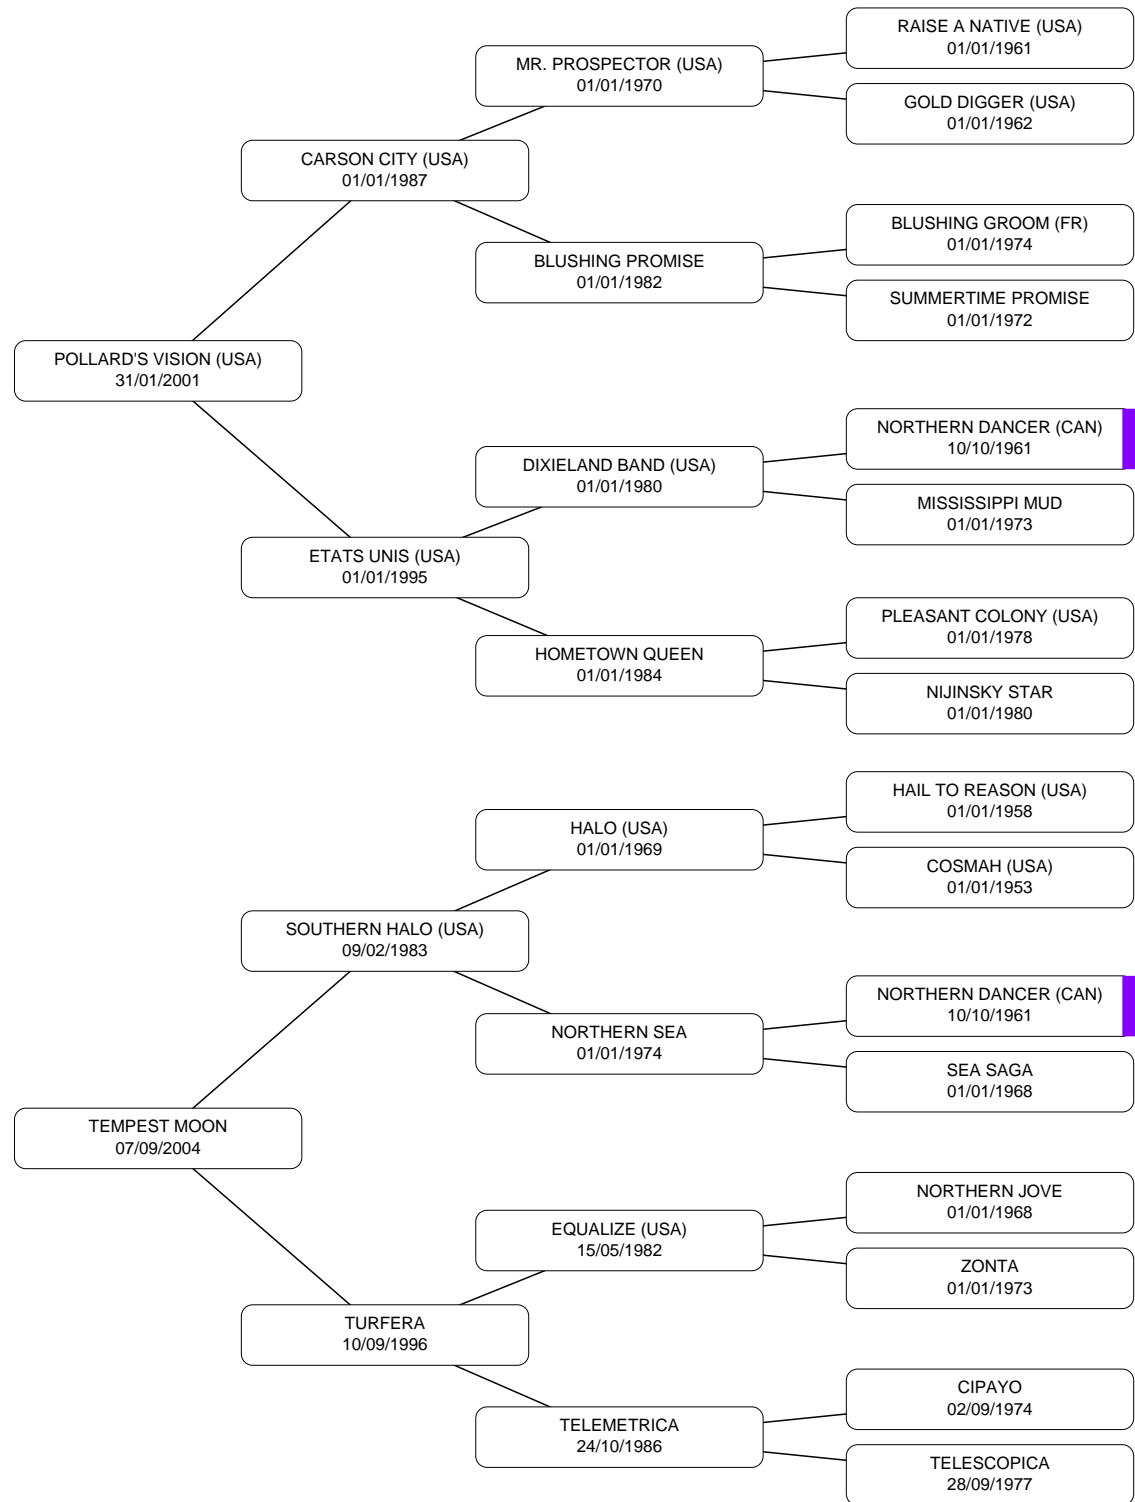 RAISE A NATIVE (USA)
01/01/1961
MR. PROSPECTOR (USA)
01/01/1970
GOLD DIGGER (USA)
01/01/1962
CARSON CITY (USA)
01/01/1987
BLUSHING GROOM (FR)
01/01/1974
BLUSHING PROMISE
01/01/1982
SUMMERTIME PROMISE
01/01/1972
POLLARD'S VISION (USA)
31/01/2001
NORTHERN DANCER (CAN)
10/10/1961
DIXIELAND BAND (USA)
01/01/1980
MISSISSIPPI MUD
01/01/1973
ETATS UNIS (USA)
01/01/1995
PLEASANT COLONY (USA)
01/01/1978
HOMETOWN QUEEN
01/01/1984
NIJINSKY STAR
01/01/1980
HAIL TO REASON (USA)
01/01/1958
HALO (USA)
01/01/1969
COSMAH (USA)
01/01/1953
SOUTHERN HALO (USA)
09/02/1983
NORTHERN DANCER (CAN)
10/10/1961
NORTHERN SEA
01/01/1974
SEA SAGA
01/01/1968
TEMPEST MOON
07/09/2004
NORTHERN JOVE
01/01/1968
EQUALIZE (USA)
15/05/1982
ZONTA
01/01/1973
TURFERA
10/09/1996
CIPAYO
02/09/1974
TELEMETRICA
24/10/1986
TELESCOPICA
28/09/1977